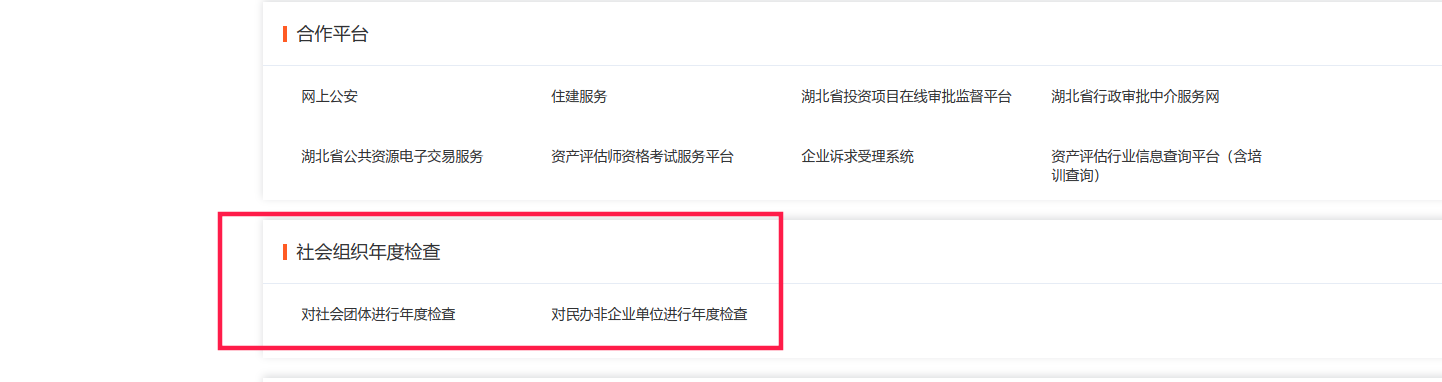 合作平台
网上公安 住建服务 湖北省投资项目在线审批监督平台 湖北省行政审批中介服务网
湖北省公共资源电子交易服务 资产评估师资格考试服务平台 企业诉求受理系统 资产评估行业信息查询平台（含培
训查询）
社会组织年度检查
对社会团体进行年度检查 对民办非企业单位进行年度检查